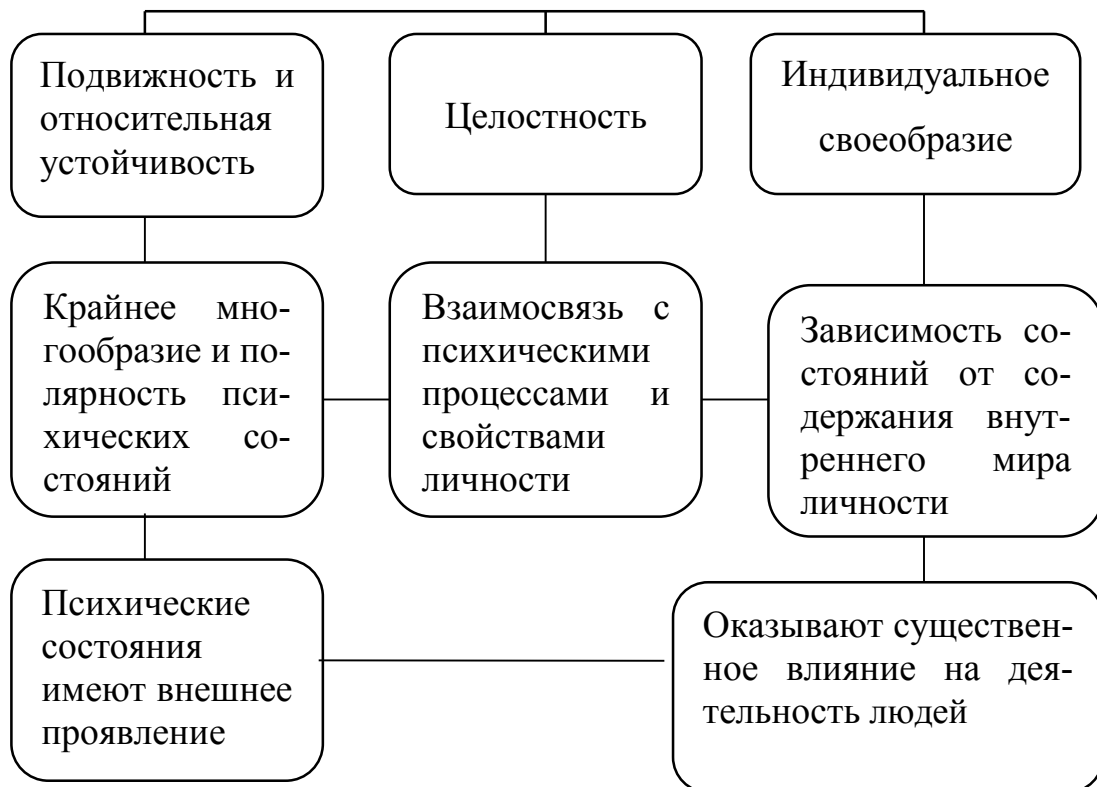 Подвижность и
относительная
устойчивость
Целостность
Индивидуальное
своеобразие
Крайнее мно-
гообразие и по-
лярность пси-
хических со-
стояний
Взаимосвязь с
психическими
процессами и
свойствами
личности
Зависимость со-
стояний от со-
держания внут-
реннего мира
личности
Психические
состояния
имеют внешнее
проявление
Оказывают существен-
ное влияние на дея-
тельность людей